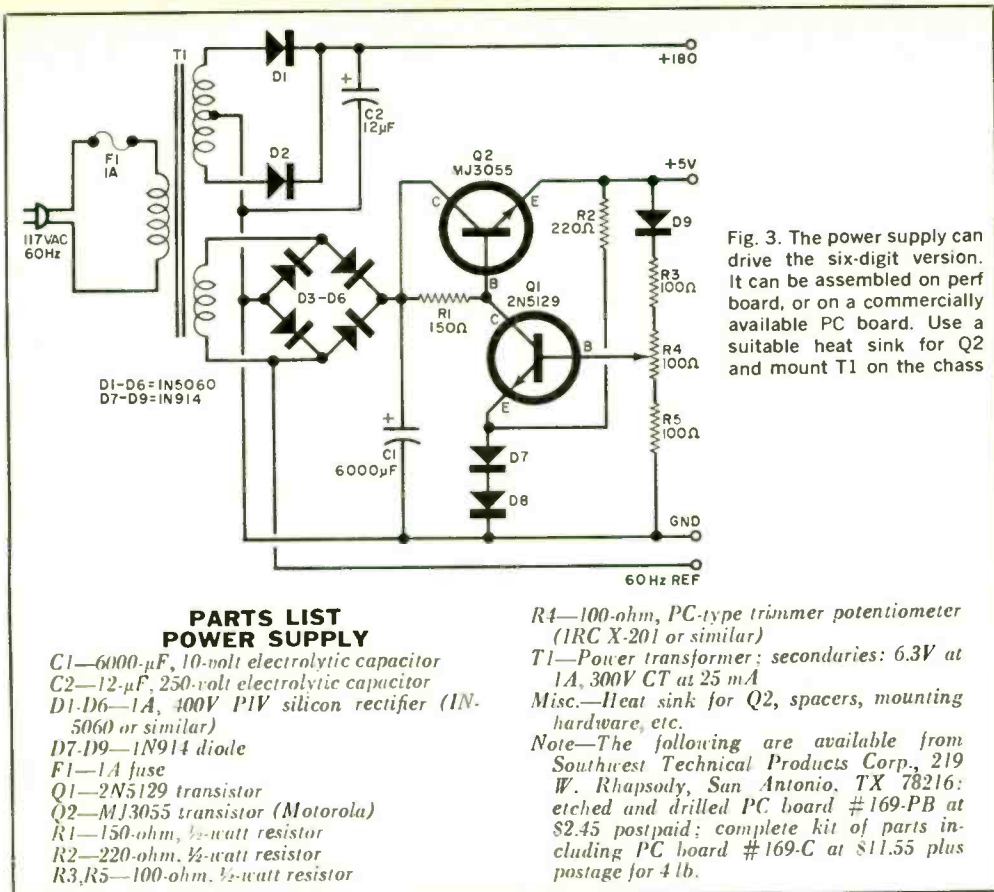 T1
D1
+180
F1
1A
+
C2
12µF
D2
Q2
MJ3055
+5V
C
E
R2
220Ω
D9
117VAC
60Hz
D3-D6
B
R1
150Ω
Q1
2N5129
C
B
E
R3
100Ω
R4
100Ω
R5
100Ω
D1-D6=1N5060
D7-D9=1N914
+
C1
6000µF
D7
D8
GND
60Hz REF
Fig. 3. The power supply can
drive the six-digit version.
It can be assembled on perf
board, or on a commercially
available PC board. Use a
suitable heat sink for Q2
and mount T1 on the chass
PARTS LIST
POWER SUPPLY
C1—6000-µF, 10-volt electrolytic capacitor
C2—12-µF, 250-volt electrolytic capacitor
D1-D6—1A, 400V PIV silicon rectifier (1N-
5060 or similar)
D7-D9—1N914 diode
F1—1A fuse
Q1—2N5129 transistor
Q2—MJ3055 transistor (Motorola)
R1—150-ohm, ½-watt resistor
R2—220-ohm, ½-watt resistor
R3,R5—100-ohm, ½-watt resistor
R4—100-ohm, PC-type trimmer potentiometer
(IRC X-201 or similar)
T1—Power transformer; secondaries: 6.3V at
1A, 300V CT at 25 mA
Misc.—Heat sink for Q2, spacers, mounting
hardware, etc.
Note—The following are available from
Southwest Technical Products Corp., 219
W. Rhapsody, San Antonio, TX 78216:
etched and drilled PC board #169-PB at
$2.45 postpaid; complete kit of parts in-
cluding PC board #169-C at $11.55 plus
postage for 4 lb.